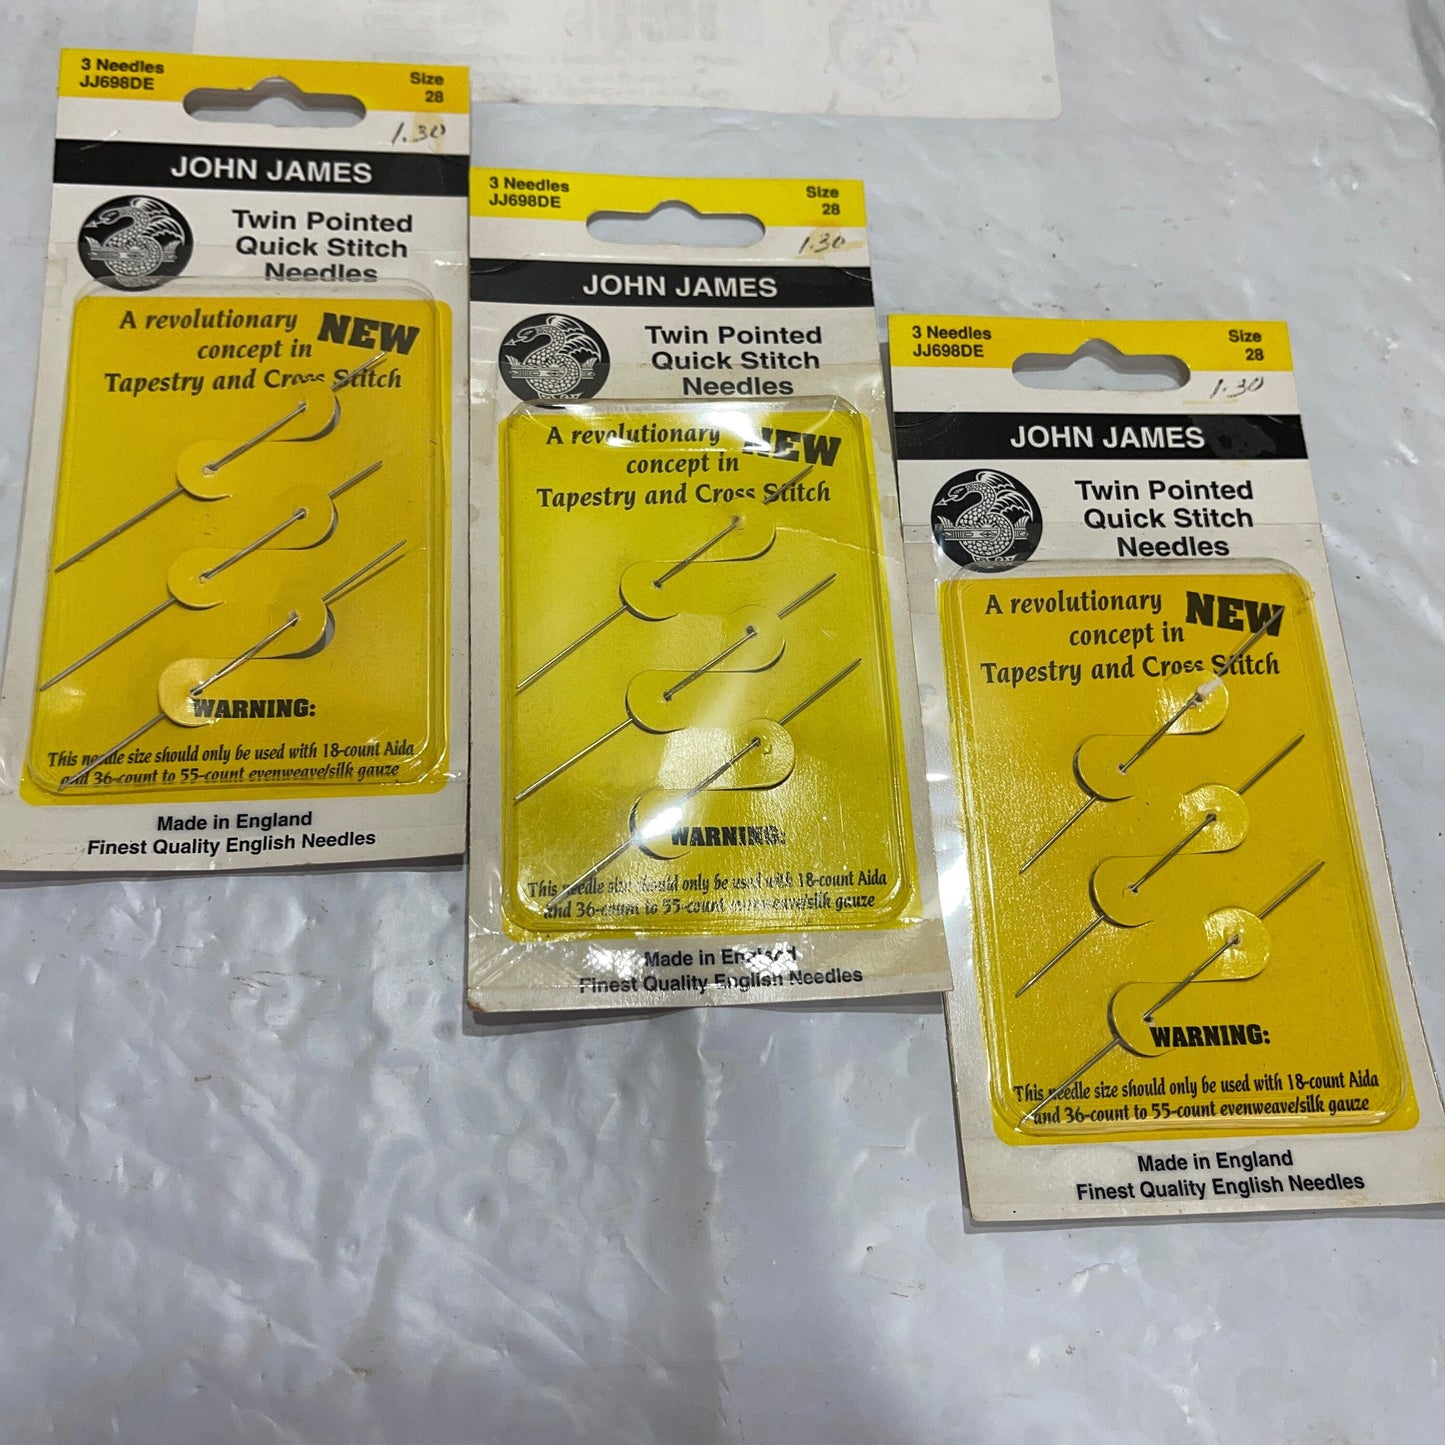 3 Needles
JJ698DE
Size
28
1.30
JOHN JAMES
Twin Pointed
Quick Stitch
Needles
A revolutionary NEW
concept in
Tapestry and Cross Stitch
WARNING:
This needle size should only be used with 18-count Aida
and 36-count to 55-count evenweave/silk gauze
Made in England
Finest Quality English Needles
3 Needles
JJ698DE
Size
28
1.30
JOHN JAMES
Twin Pointed
Quick Stitch
Needles
A revolutionary NEW
concept in
Tapestry and Cross Stitch
WARNING:
This needle size should only be used with 18-count Aida
and 36-count to 55-count evenweave/silk gauze
Made in England
Finest Quality English Needles
3 Needles
JJ698DE
Size
28
1.30
JOHN JAMES
Twin Pointed
Quick Stitch
Needles
A revolutionary NEW
concept in
Tapestry and Cross Stitch
WARNING:
This needle size should only be used with 18-count Aida
and 36-count to 55-count evenweave/silk gauze
Made in England
Finest Quality English Needles